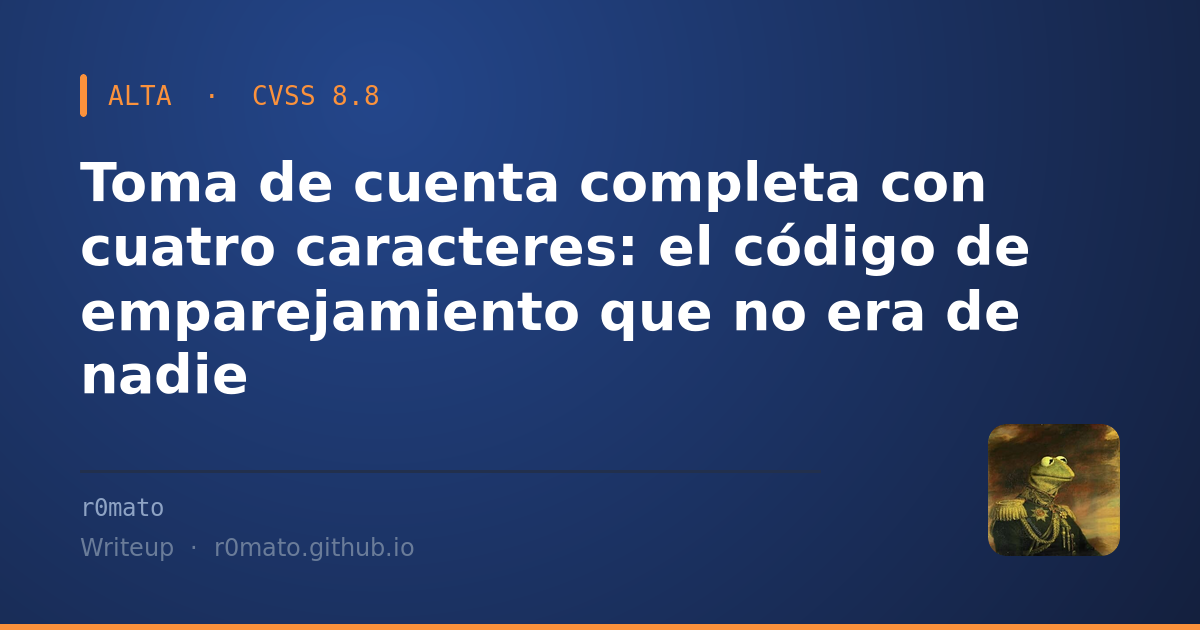 ALTA · CVSS 8.8
Toma de cuenta completa con
cuatro caracteres: el código de
emparejamiento que no era de
nadie
r0mato
Writeup · r0mato.github.io